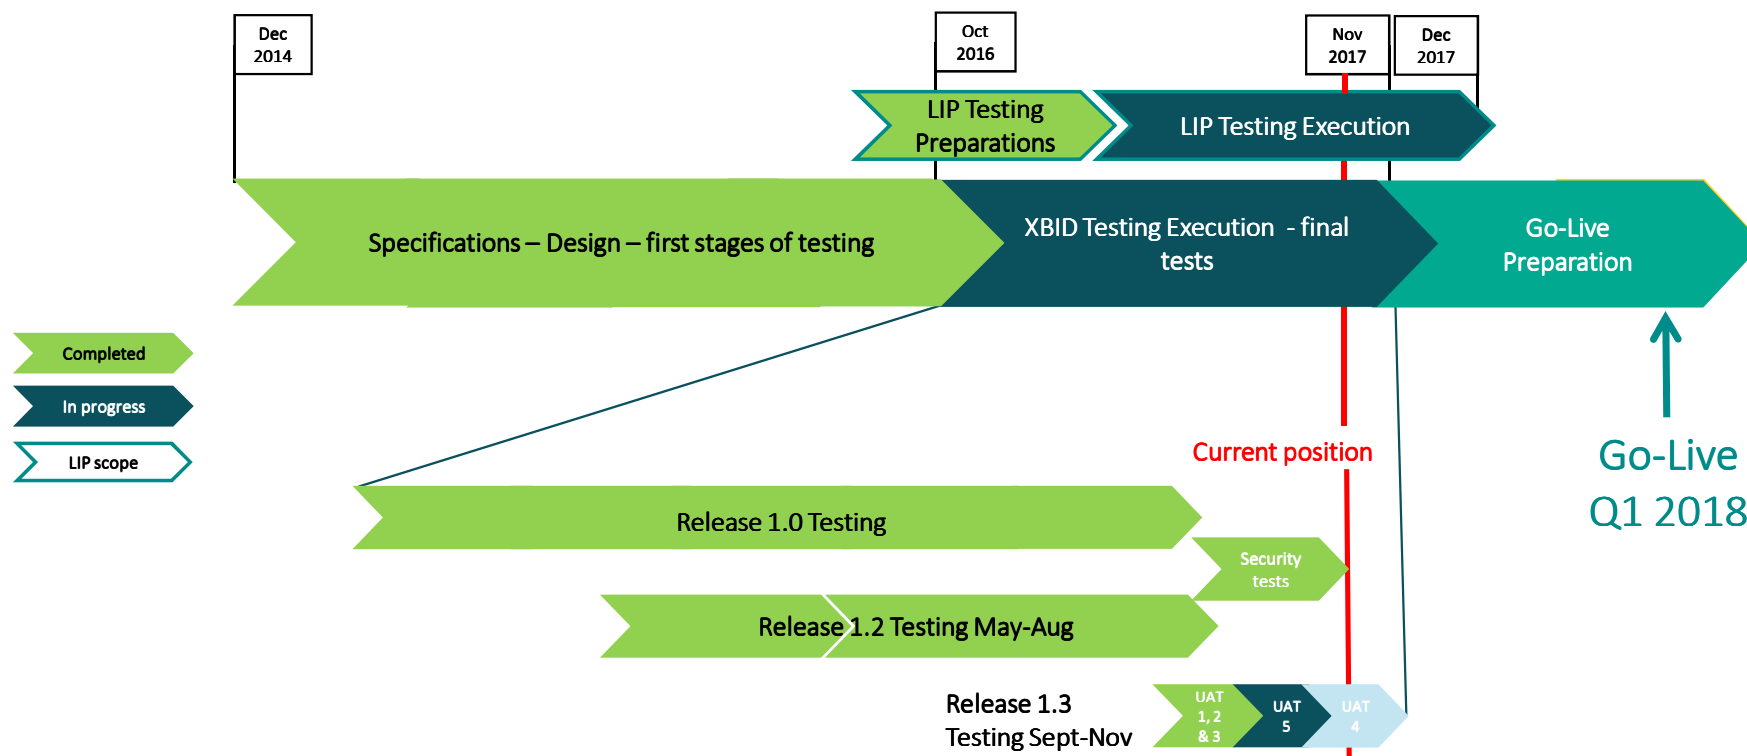 Dec
2014
Oct
2016
Nov
2017
Dec
2017
LIP Testing
Preparations
LIP Testing Execution
Specifications – Design – first stages of testing
XBID Testing Execution - final
tests
Go-Live
Preparation
Completed
In progress
LIP scope
Current position
Go-Live
Q1 2018
Release 1.0 Testing
Security
tests
Release 1.2 Testing May-Aug
Release 1.3
Testing Sept-Nov
UAT
1, 2
& 3
UAT
5
UAT
4